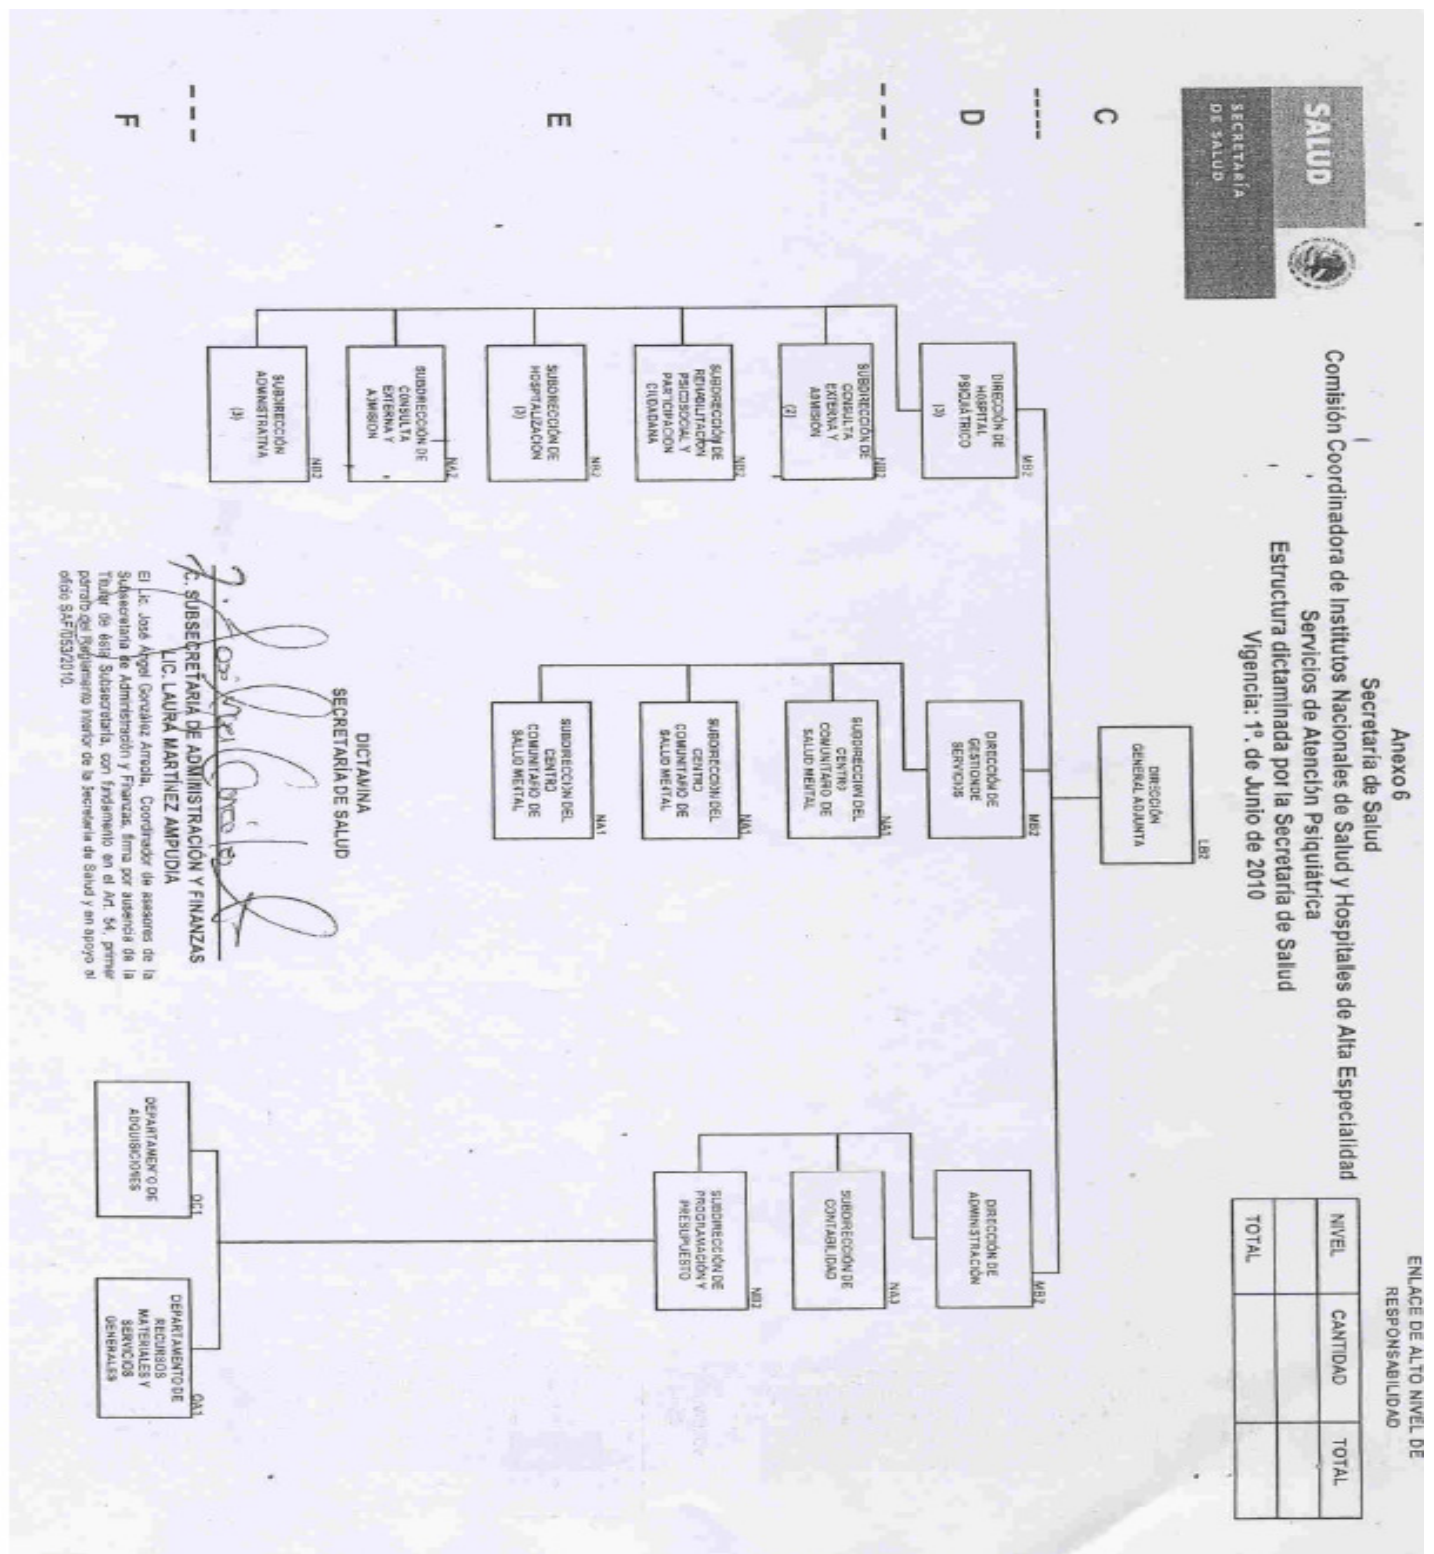 SALUD
SECRETARÍA
DE SALUD
Anexo 6
Secretaría de Salud
Comisión Coordinadora de Institutos Nacionales de Salud y Hospitales de Alta Especialidad
Servicios de Atención Psiquiátrica
Estructura dictaminada por la Secretaría de Salud
Vigencia: 1º. de Junio de 2010
ENLACE DE ALTO NIVEL DE
RESPONSABILIDAD
NIVEL CANTIDAD TOTAL
TOTAL
C
LB2
DIRECCIÓN
GENERAL ADJUNTA
D
MB2
DIRECCIÓN DE
HOSPITAL
PSIQUIÁTRICO
(3)
MB2
DIRECCIÓN DE
GESTION DE
SERVICIOS
MB2
DIRECCIÓN DE
ADMINISTRACIÓN
E
NB2
SUBDIRECCIÓN DE
CONSULTA
EXTERNA Y
ADMISIÓN
(2)
NB2
SUBDIRECCIÓN DE
REHABILITACIÓN
PSICOSOCIAL Y
PARTICIPACIÓN
CIUDADANA
NB2
SUBDIRECCIÓN DE
HOSPITALIZACIÓN
(3)
NA2
SUBDIRECCIÓN DE
CONSULTA
EXTERNA Y
ADMISIÓN
NB2
SUBDIRECCIÓN
ADMINISTRATIVA
(3)
NA1
SUBDIRECCIÓN DEL
CENTRO
COMUNITARIO DE
SALUD MENTAL
NA1
SUBDIRECCIÓN DEL
CENTRO
COMUNITARIO DE
SALUD MENTAL
NA1
SUBDIRECCIÓN DEL
CENTRO
COMUNITARIO DE
SALUD MENTAL
NA3
SUBDIRECCIÓN DE
CONTABILIDAD
NB2
SUBDIRECCIÓN DE
PROGRAMACIÓN Y
PRESUPUESTO
F
OC1
DEPARTAMENTO DE
ADQUISICIONES
OA1
DEPARTAMENTO DE
RECURSOS
MATERIALES Y
SERVICIOS
GENERALES
DICTAMINA
SECRETARÍA DE SALUD
C. SUBSECRETARIA DE ADMINISTRACIÓN Y FINANZAS
LIC. LAURA MARTÍNEZ AMPUDIA
El Lic. José Ángel González Arreola, Coordinador de asesores de la
Subsecretaría de Administración y Finanzas, firma por ausencia de la
Titular de ésta Subsecretaría, con fundamento en el Art. 54, primer
párrafo del Reglamento Interior de la Secretaría de Salud y en apoyo al
oficio SAF/053/2010.